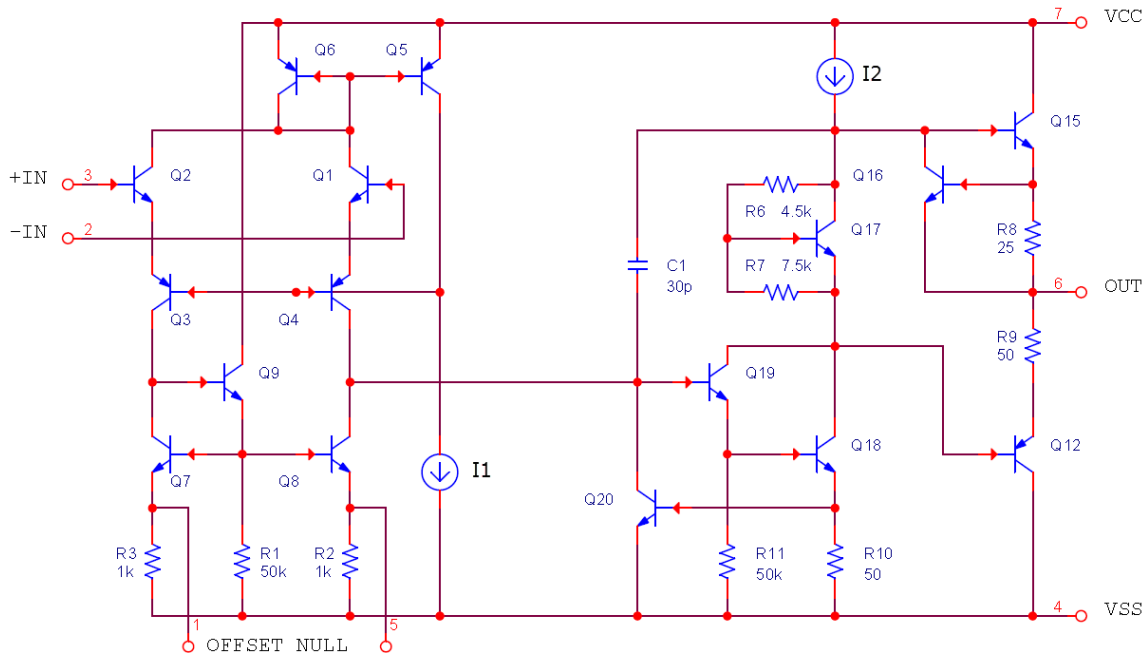 7 VCC
Q6 Q5
I2
Q15
+IN 3 Q2 Q1 Q16
R6 4.5k
-IN 2 Q17 R8
25
R7 7.5k
C1
30p
6 OUT
Q3 Q4
R9
50
Q9 Q19
Q18 Q12
Q7 Q8 I1
Q20
R3
1k
R1
50k
R2
1k
R11
50k
R10
50
4 VSS
1 5
OFFSET NULL